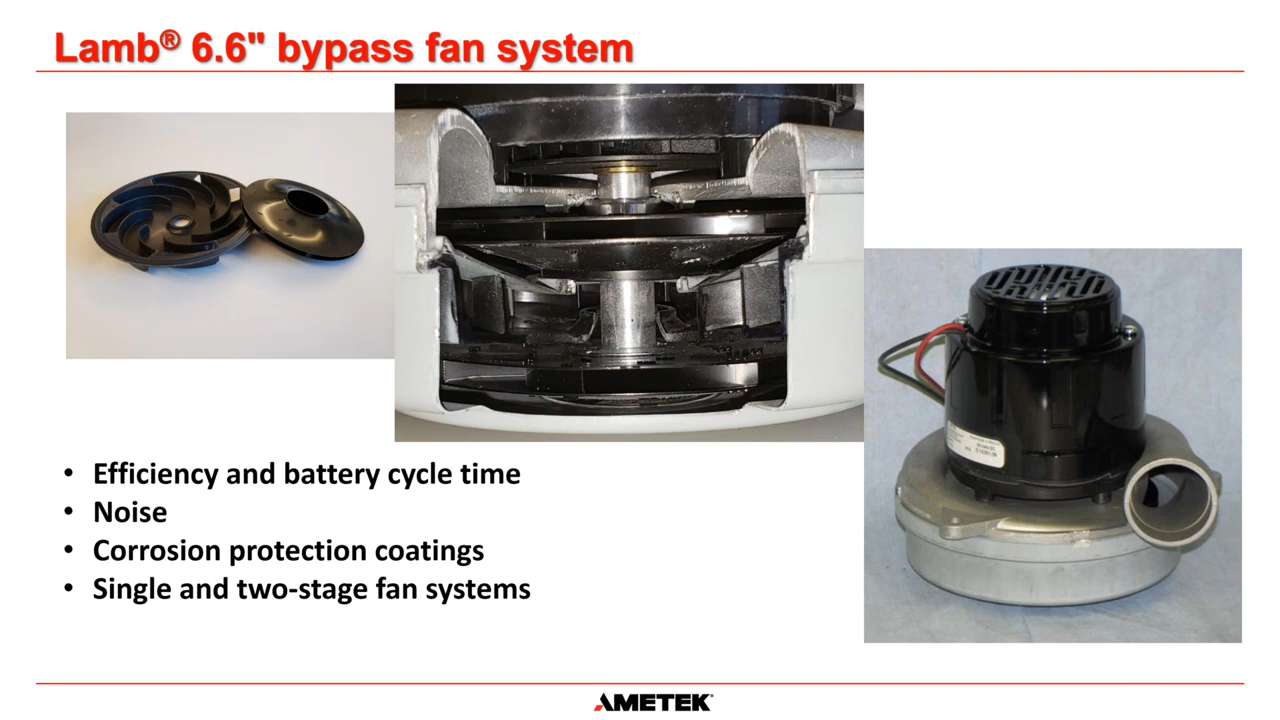 Lamb® 6.6" bypass fan system
• Efficiency and battery cycle time
• Noise
• Corrosion protection coatings
• Single and two-stage fan systems
AMETEK®